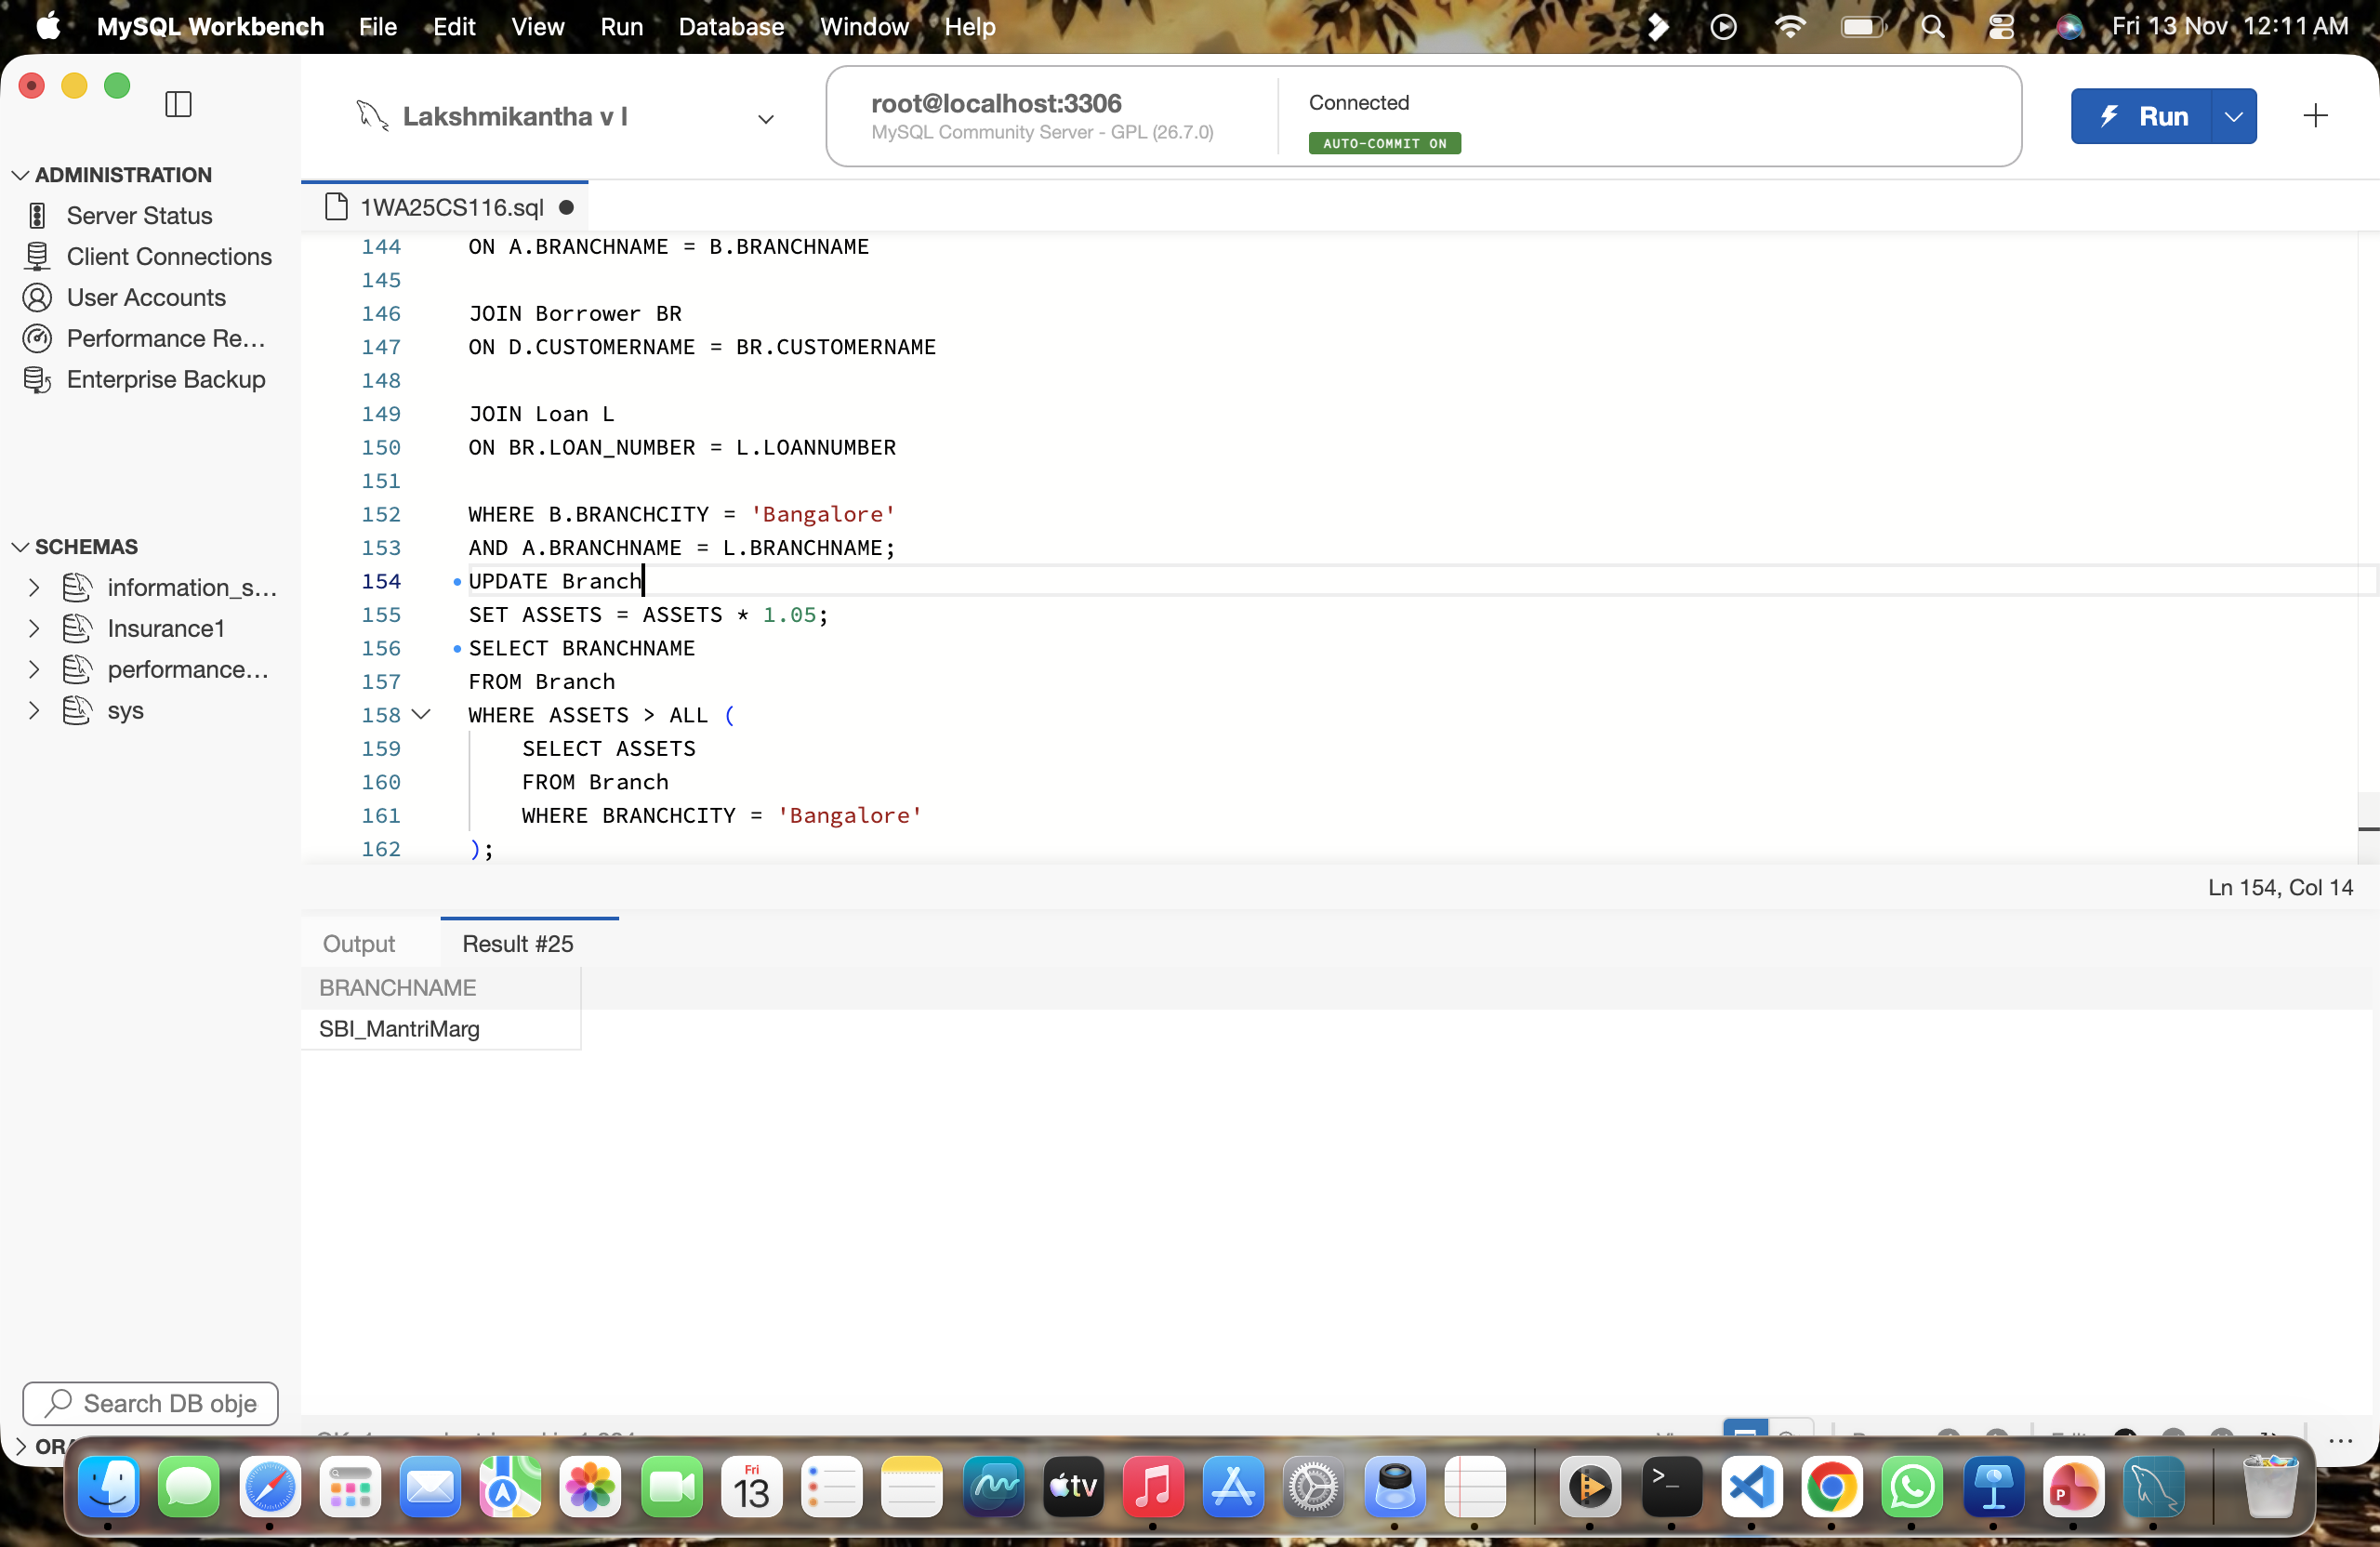 MySQL Workbench File Edit View Run Database Window Help Fri 13 Nov 12:11 AM
Lakshmikantha v l
root@localhost:3306
MySQL Community Server - GPL (26.7.0)
Connected
AUTO-COMMIT ON
Run
ADMINISTRATION
Server Status
Client Connections
User Accounts
Performance Re...
Enterprise Backup
SCHEMAS
information_s...
Insurance1
performance...
sys
Search DB obje
1WA25CS116.sql
144 ON A.BRANCHNAME = B.BRANCHNAME
145
146 JOIN Borrower BR
147 ON D.CUSTOMERNAME = BR.CUSTOMERNAME
148
149 JOIN Loan L
150 ON BR.LOAN_NUMBER = L.LOANNUMBER
151
152 WHERE B.BRANCHCITY = 'Bangalore'
153 AND A.BRANCHNAME = L.BRANCHNAME;
154 UPDATE Branch
155 SET ASSETS = ASSETS * 1.05;
156 SELECT BRANCHNAME
157 FROM Branch
158 WHERE ASSETS > ALL (
159 SELECT ASSETS
160 FROM Branch
161 WHERE BRANCHCITY = 'Bangalore'
162 );
Ln 154, Col 14
Output Result #25
BRANCHNAME
SBI_MantriMarg
Fri
13
tv
P